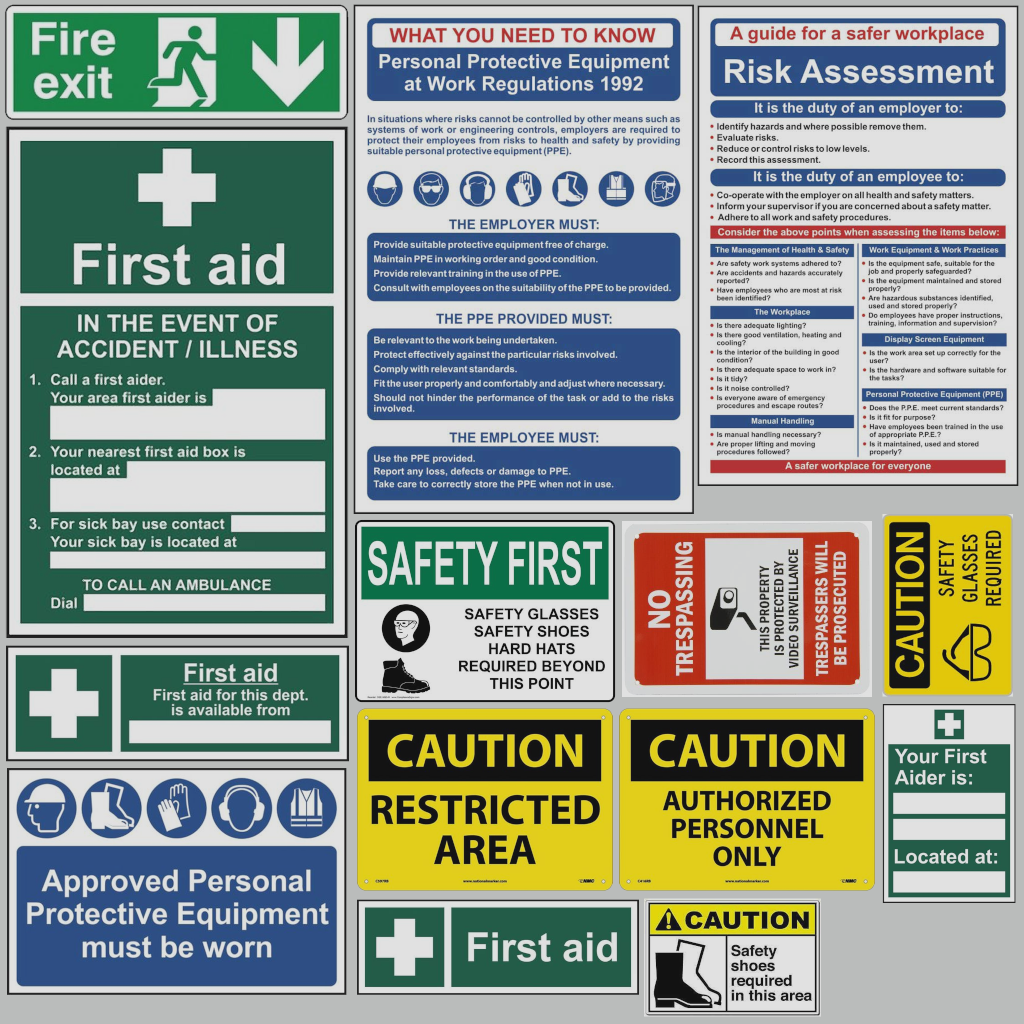 Fire
exit
First aid
IN THE EVENT OF
ACCIDENT / ILLNESS
1. Call a first aider.
Your area first aider is
2. Your nearest first aid box is
located at
3. For sick bay use contact
Your sick bay is located at
TO CALL AN AMBULANCE
Dial
First aid
First aid for this dept.
is available from
Approved Personal
Protective Equipment
must be worn
WHAT YOU NEED TO KNOW
Personal Protective Equipment
at Work Regulations 1992
In situations where risks cannot be controlled by other means such as
systems of work or engineering controls, employers are required to
protect their employees from risks to health and safety by providing
suitable personal protective equipment (PPE).
THE EMPLOYER MUST:
Provide suitable protective equipment free of charge.
Maintain PPE in working order and good condition.
Provide relevant training in the use of PPE.
Consult with employees on the suitability of the PPE to be provided.
THE PPE PROVIDED MUST:
Be relevant to the work being undertaken.
Protect effectively against the particular risks involved.
Comply with relevant standards.
Fit the user properly and comfortably and adjust where necessary.
Should not hinder the performance of the task or add to the risks
involved.
THE EMPLOYEE MUST:
Use the PPE provided.
Report any loss, defects or damage to PPE.
Take care to correctly store the PPE when not in use.
A guide for a safer workplace
Risk Assessment
It is the duty of an employer to:
• Identify hazards and where possible remove them.
• Evaluate risks.
• Reduce or control risks to low levels.
• Record this assessment.
It is the duty of an employee to:
• Co-operate with the employer on all health and safety matters.
• Inform your supervisor if you are concerned about a safety matter.
• Adhere to all work and safety procedures.
Consider the above points when assessing the items below:
The Management of Health & Safety
• Are safety work systems adhered to?
• Are accidents and hazards accurately
reported?
• Have employees who are most at risk
been identified?
The Workplace
• Is there adequate lighting?
• Is there good ventilation, heating and
cooling?
• Is the interior of the building in good
condition?
• Is there adequate space to work in?
• Is it tidy?
• Is it noise controlled?
• Is everyone aware of emergency
procedures and escape routes?
Manual Handling
• Is manual handling necessary?
• Are proper lifting and moving
procedures followed?
Work Equipment & Work Practices
• Is the equipment safe, suitable for the
job and properly safeguarded?
• Is the equipment maintained and stored
properly?
• Are hazardous substances identified,
used and stored properly?
• Do employees have proper instructions,
training, information and supervision?
Display Screen Equipment
• Is the work area set up correctly for the
user?
• Is the hardware and software suitable for
the tasks?
Personal Protective Equipment (PPE)
• Does the P.P.E. meet current standards?
• Is it fit for purpose?
• Have employees been trained in the use
of appropriate P.P.E.?
• Is it maintained, used and stored
properly?
A safer workplace for everyone
SAFETY FIRST
SAFETY GLASSES
SAFETY SHOES
HARD HATS
REQUIRED BEYOND
THIS POINT
NO
TRESPASSING
THIS PROPERTY
IS PROTECTED BY
VIDEO SURVEILLANCE
TRESPASSERS WILL
BE PROSECUTED
CAUTION
SAFETY
GLASSES
REQUIRED
CAUTION
RESTRICTED
AREA
www.nationalmarker.com
NMC
CAUTION
AUTHORIZED
PERSONNEL
ONLY
www.nationalmarker.com
NMC
Your First
Aider is:
Located at:
First aid
CAUTION
Safety
shoes
required
in this area